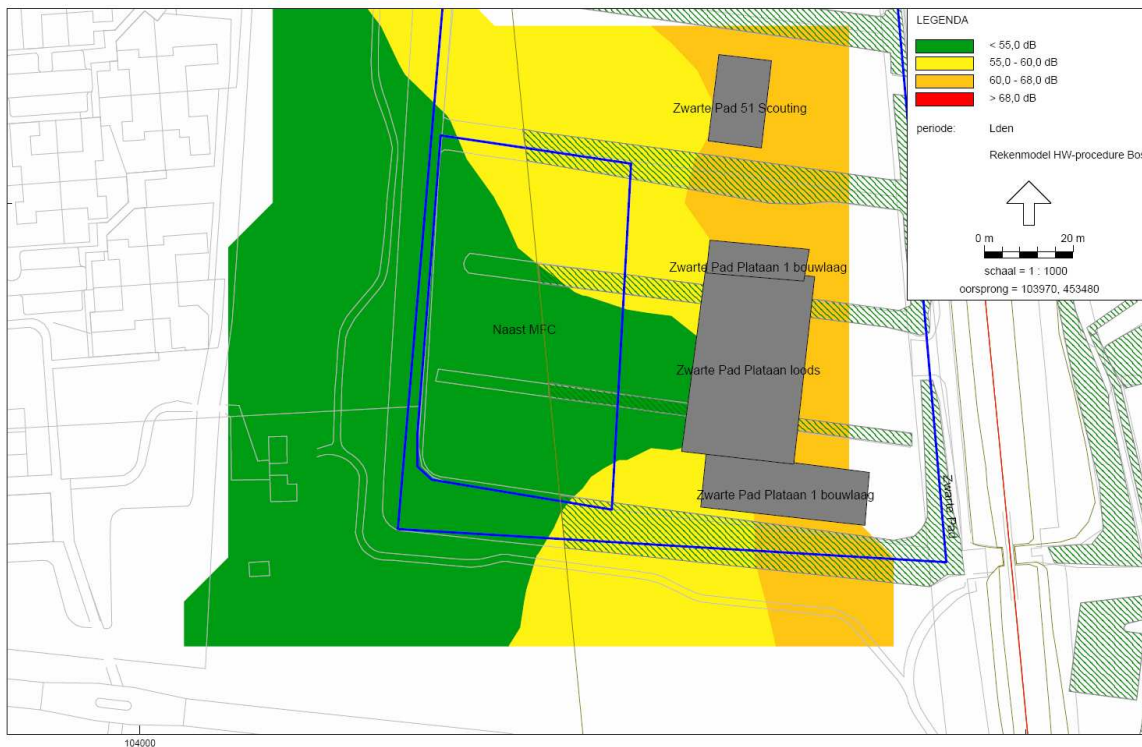 LEGENDA
< 55,0 dB
55,0 - 60,0 dB
60,0 - 68,0 dB
> 68,0 dB
periode: Lden
Rekenmodel HW-procedure Bos
0 m 20 m
schaal = 1 : 1000
oorsprong = 103970, 453480
Zwarte Pad 51 Scouting
Zwarte Pad Plataan 1 bouwlaag
Naast MFC
Zwarte Pad Plataan loods
Zwarte Pad Plataan 1 bouwlaag
Zwarte Pad
104000